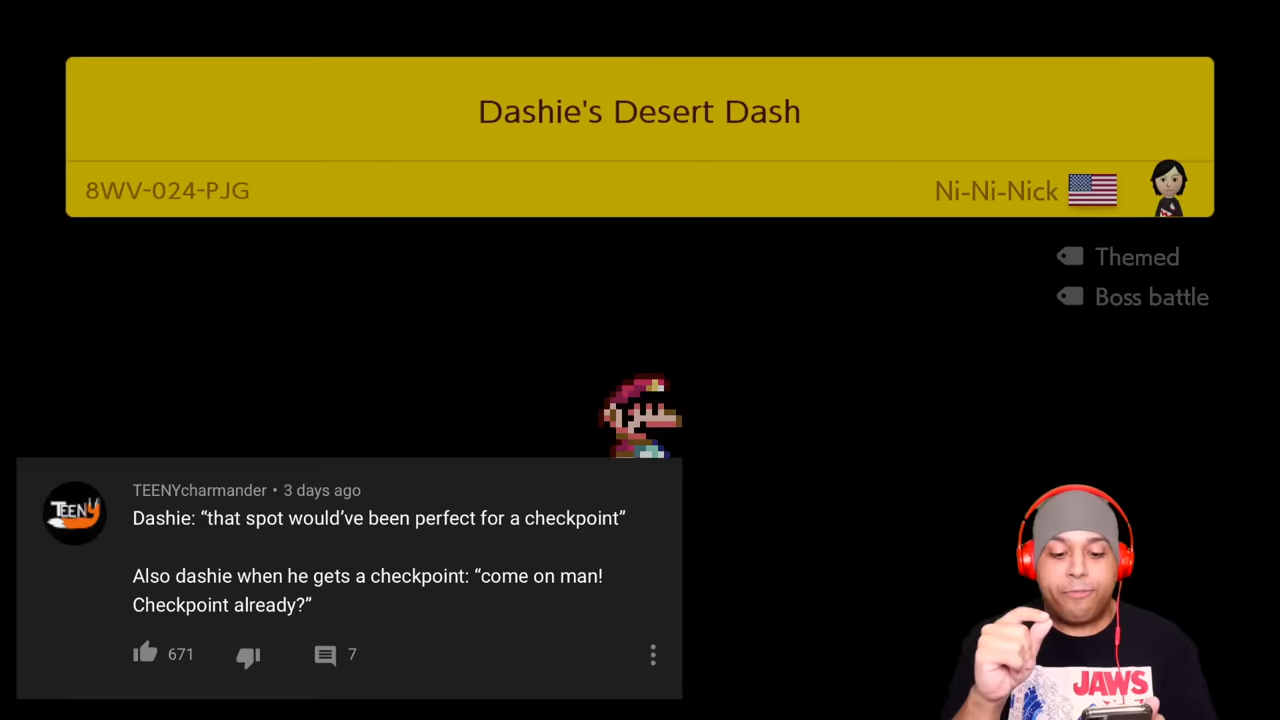 Dashie's Desert Dash
8WV-024-PJG
Ni-Ni-Nick
Themed
Boss battle
TEENY
TEENYcharmander • 3 days ago
Dashie: “that spot would’ve been perfect for a checkpoint”
Also dashie when he gets a checkpoint: “come on man!
Checkpoint already?”
671
7
JAWS